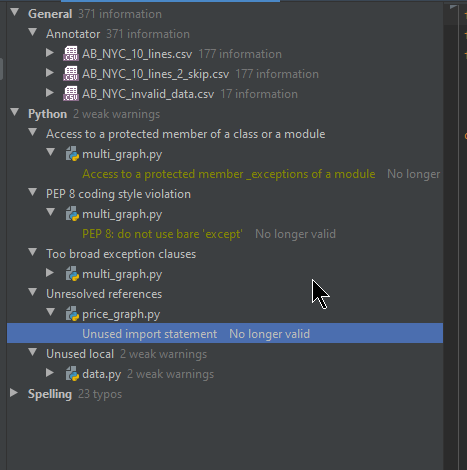 General 371 information
Annotator 371 information
AB_NYC_10_lines.csv 177 information
AB_NYC_10_lines_2_skip.csv 177 information
AB_NYC_invalid_data.csv 17 information
Python 2 weak warnings
Access to a protected member of a class or a module
multi_graph.py
Access to a protected member _exceptions of a module No longer
PEP 8 coding style violation
multi_graph.py
PEP 8: do not use bare 'except' No longer valid
Too broad exception clauses
multi_graph.py
Unresolved references
price_graph.py
Unused import statement No longer valid
Unused local 2 weak warnings
data.py 2 weak warnings
Spelling 23 typos